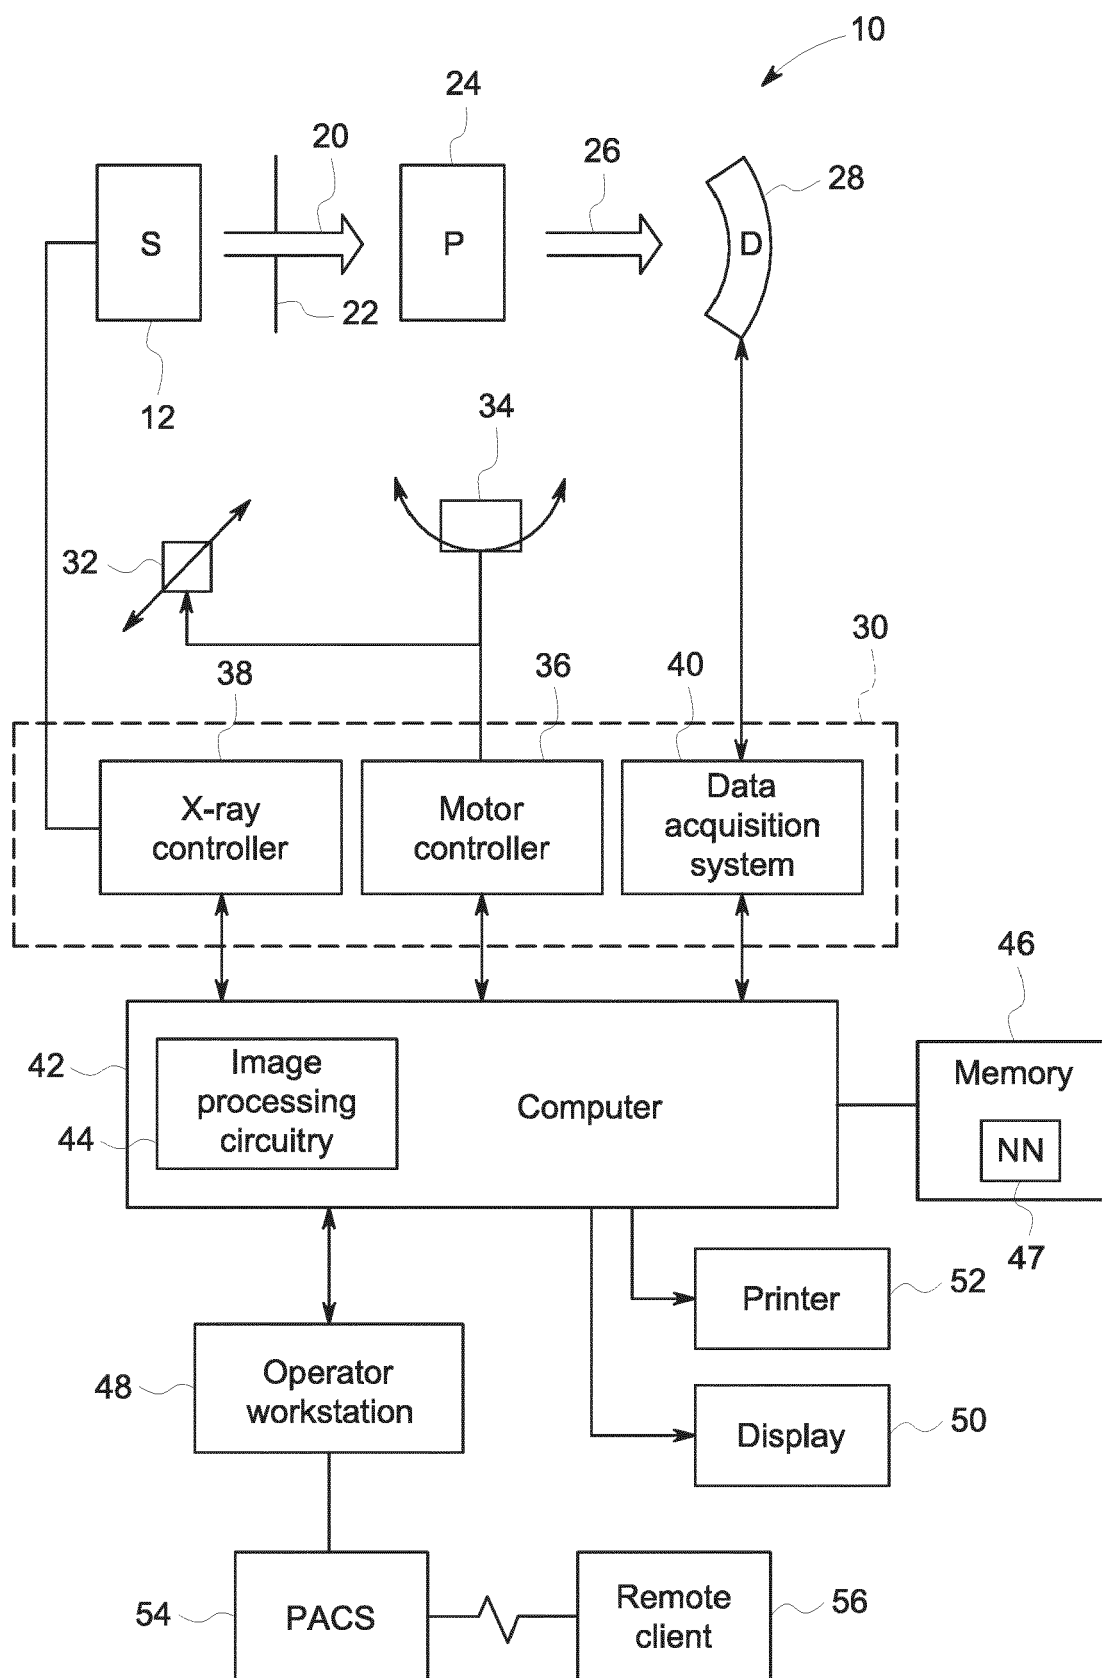 10
24
20
26
28
S
P
D
22
12
34
32
30
38
36
40
X-ray
controller
Motor
controller
Data
acquisition
system
46
42
Image
processing
circuitry
44
Computer
Memory
NN
47
Printer
52
48
Operator
workstation
Display
50
54
PACS
Remote
client
56